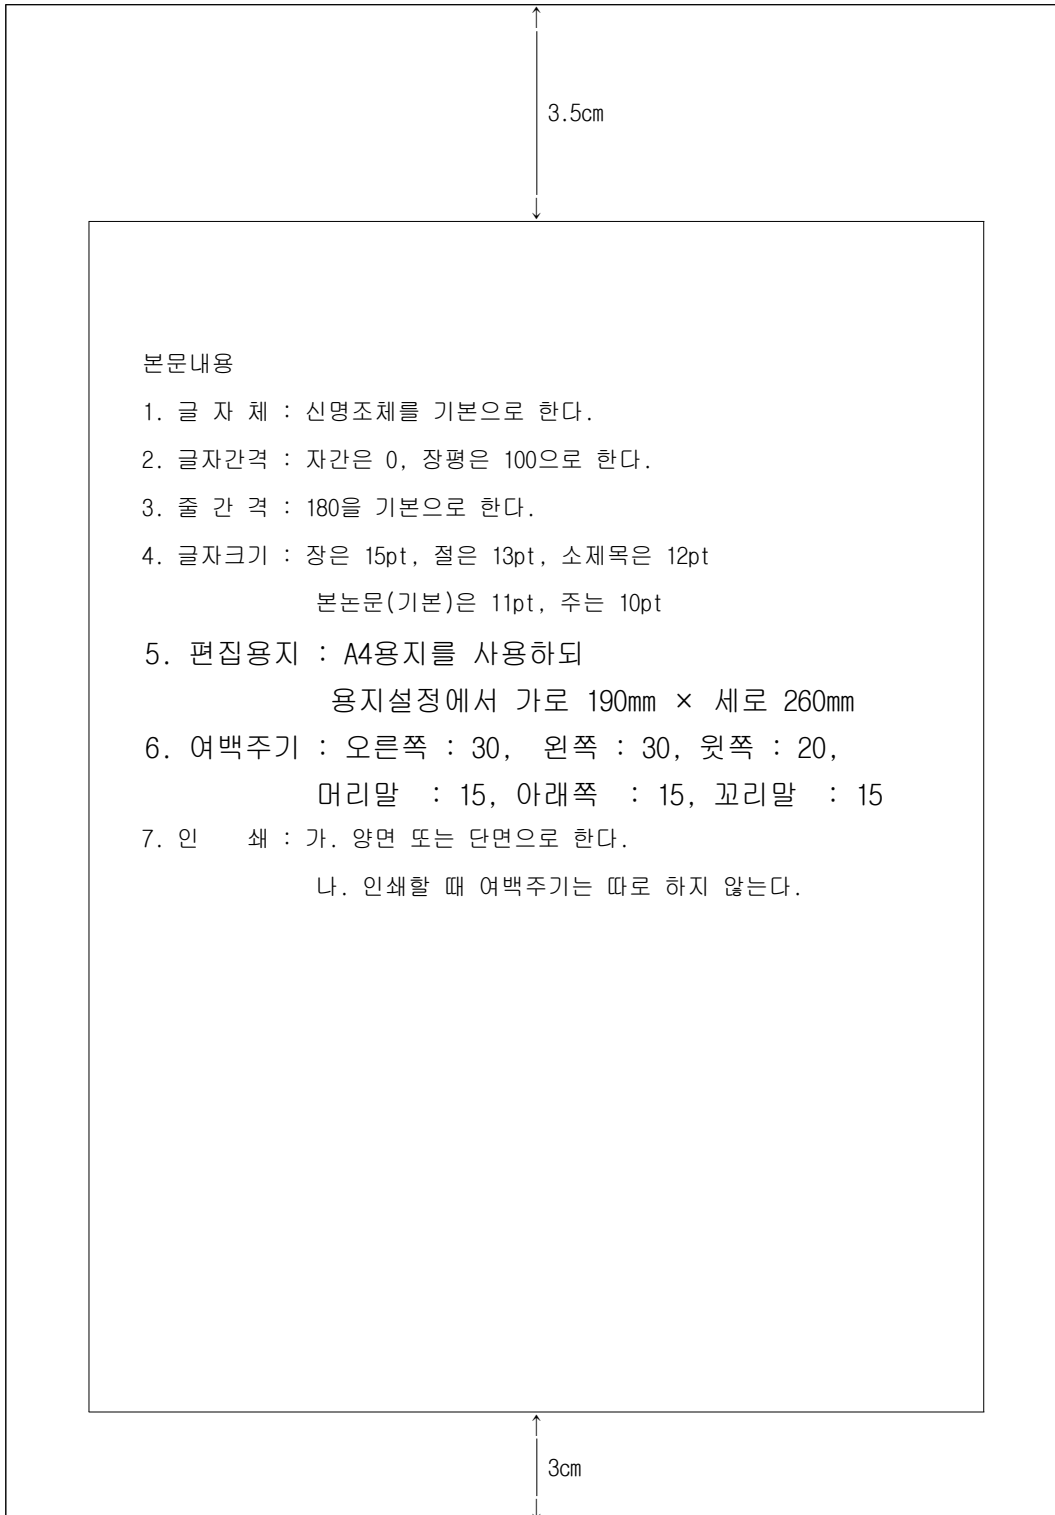 3.5cm
본문내용
1. 글 자 체 : 신명조체를 기본으로 한다.
2. 글자간격 : 자간은 0, 장평은 100으로 한다.
3. 줄 간 격 : 180을 기본으로 한다.
4. 글자크기 : 장은 15pt, 절은 13pt, 소제목은 12pt
본논문(기본)은 11pt, 주는 10pt
5. 편집용지 : A4용지를 사용하되
용지설정에서 가로 190mm × 세로 260mm
6. 여백주기 : 오른쪽 : 30, 왼쪽 : 30, 윗쪽 : 20,
머리말 : 15, 아래쪽 : 15, 꼬리말 : 15
7. 인 쇄 : 가. 양면 또는 단면으로 한다.
나. 인쇄할 때 여백주기는 따로 하지 않는다.
3cm